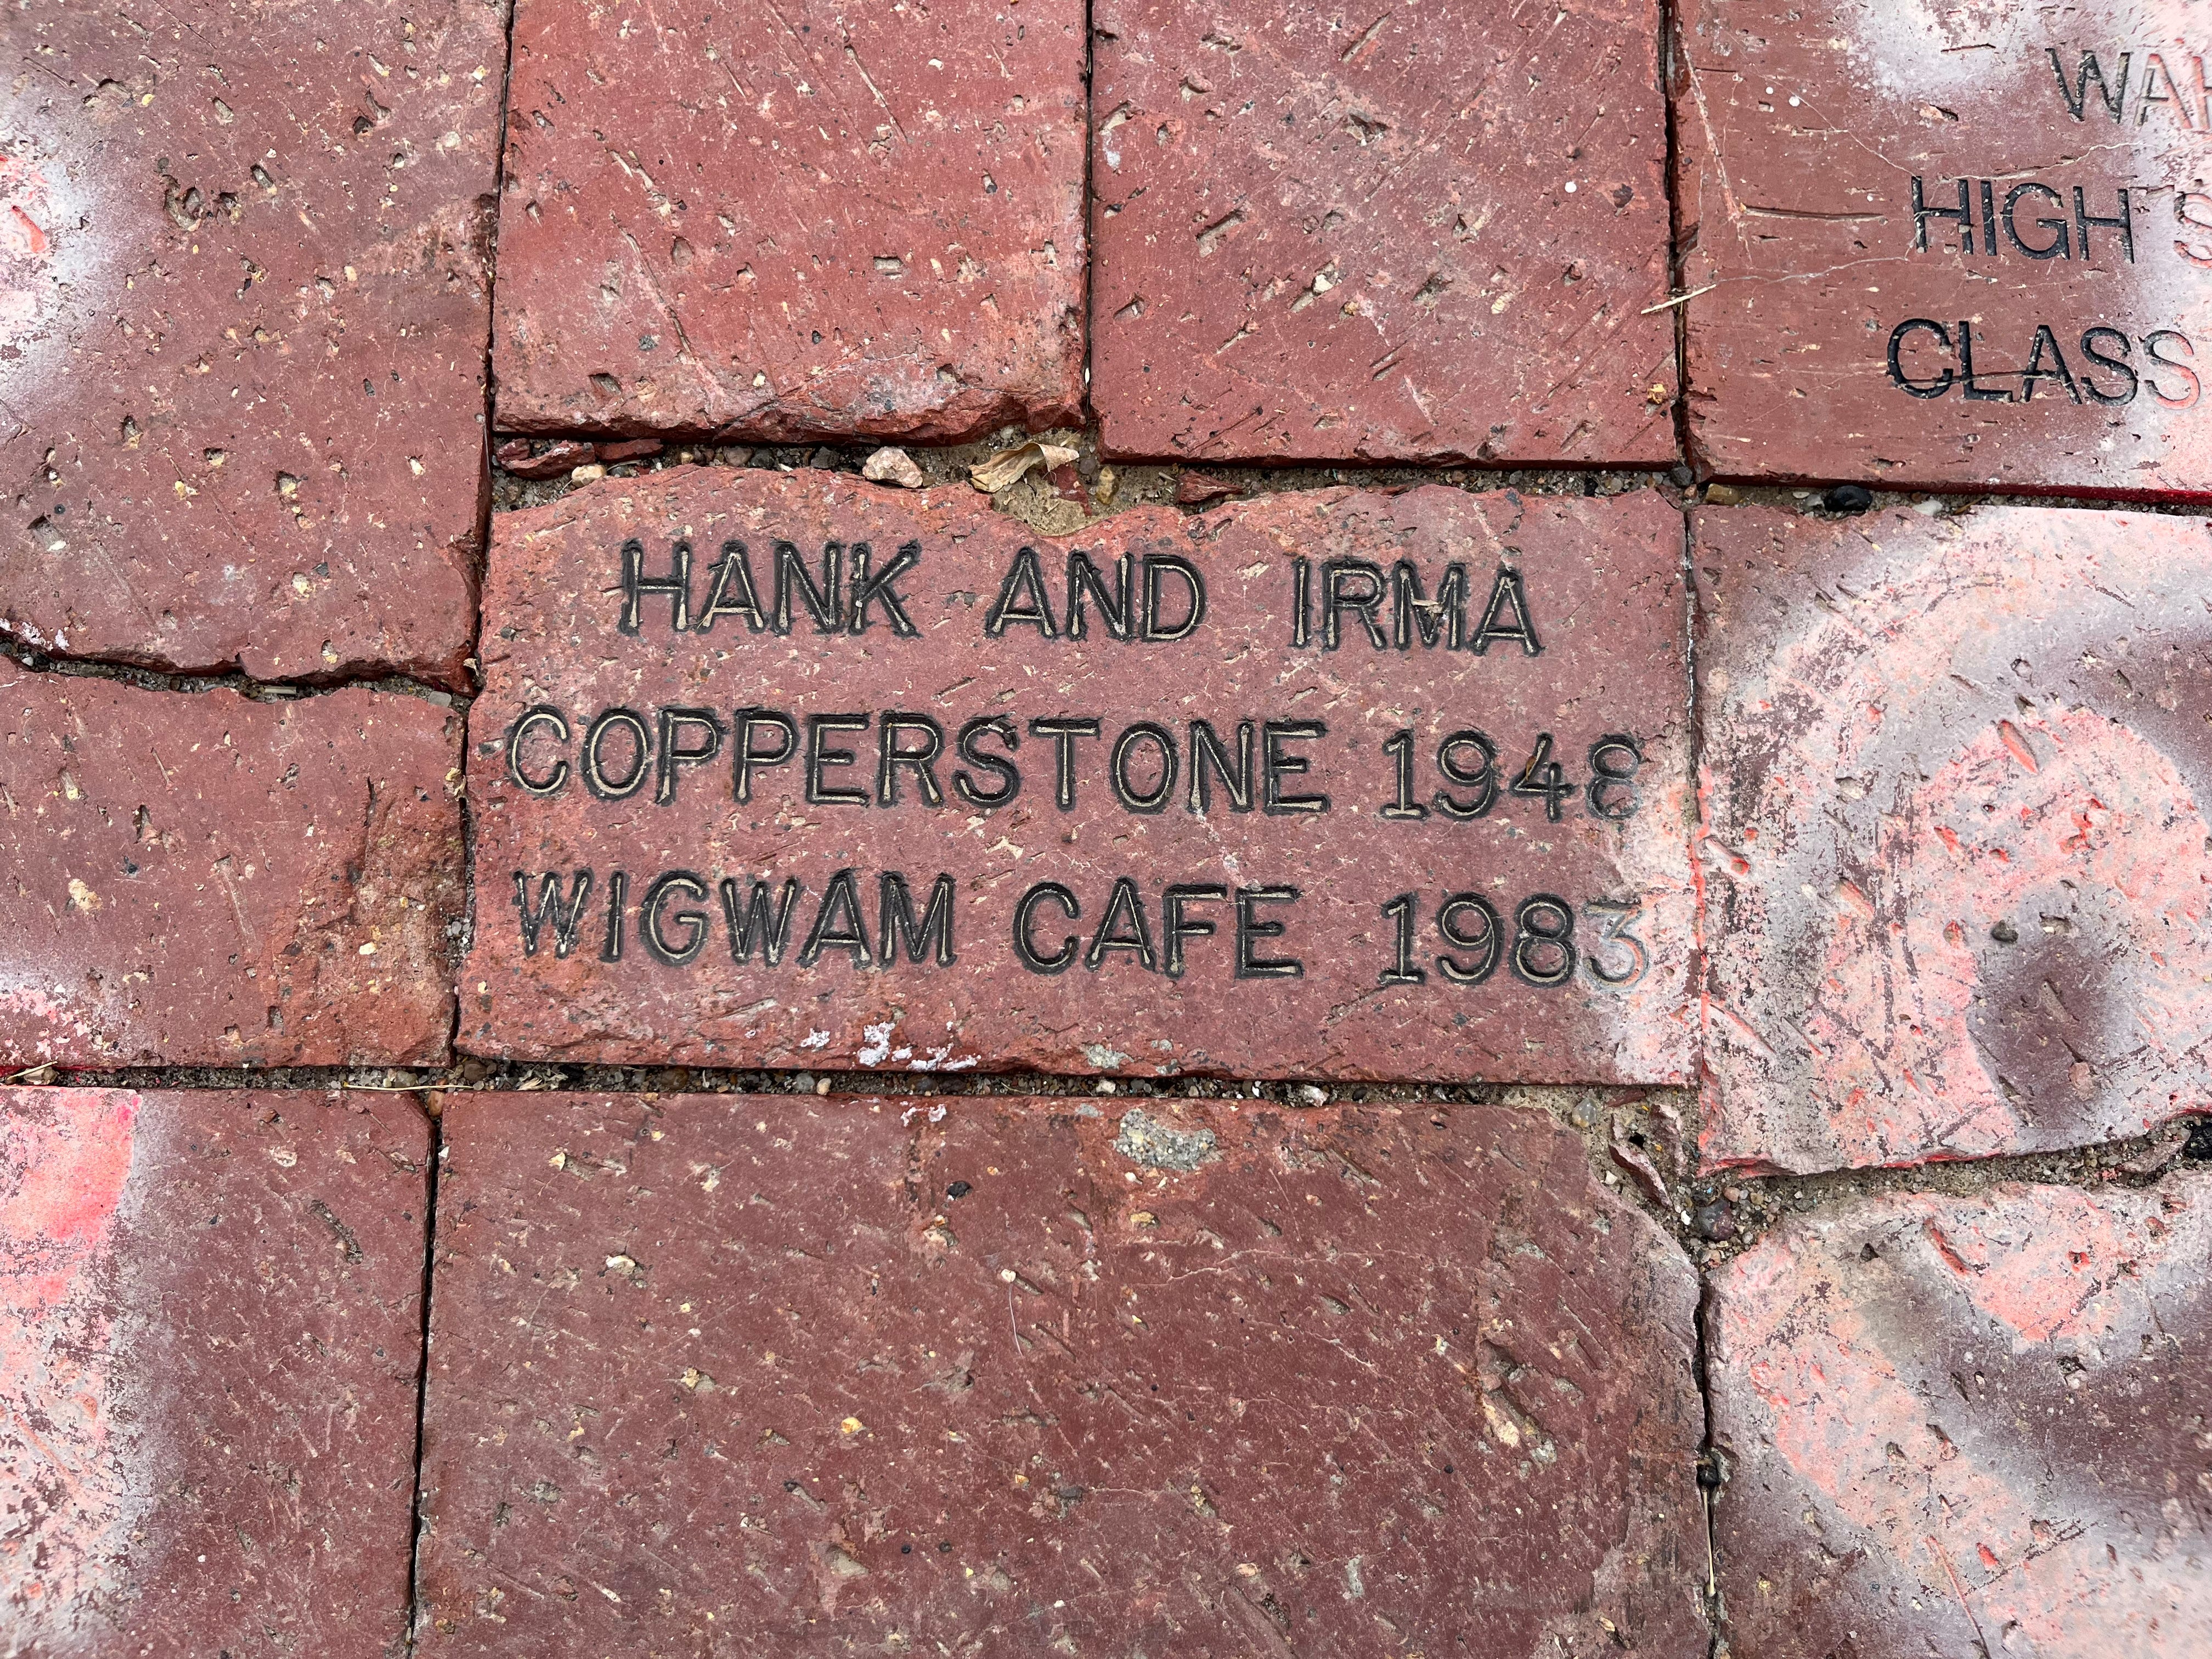 HANK AND IRMA
COPPERSTONE 1948
WIGWAM CAFE 1983
HIGH
CLASS